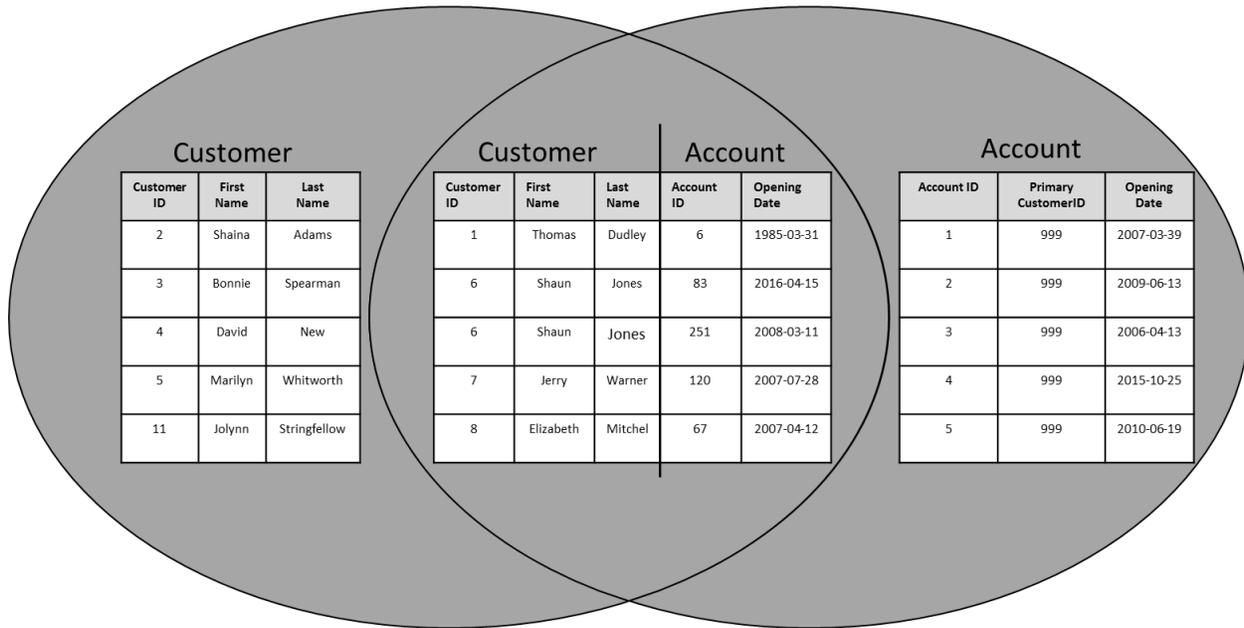 Customer
Customer ID First Name Last Name
2 Shaina Adams
3 Bonnie Spearman
4 David New
5 Marilyn Whitworth
11 Jolynn Stringfellow
Customer Account
Customer ID First Name Last Name Account ID Opening Date
1 Thomas Dudley 6 1985-03-31
6 Shaun Jones 83 2016-04-15
6 Shaun Jones 251 2008-03-11
7 Jerry Warner 120 2007-07-28
8 Elizabeth Mitchel 67 2007-04-12
Account
Account ID Primary CustomerID Opening Date
1 999 2007-03-39
2 999 2009-06-13
3 999 2006-04-13
4 999 2015-10-25
5 999 2010-06-19